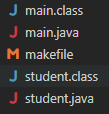 J main.class
J main.java
M makefile
J student.class
J student.java